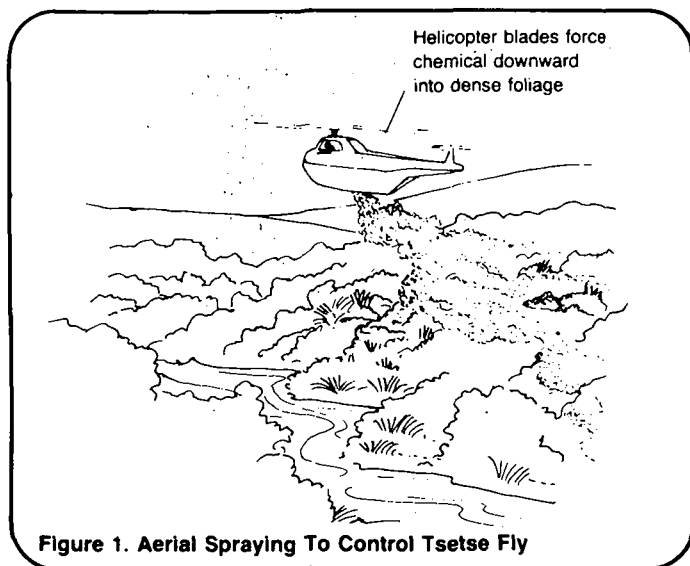 Helicopter blades force
chemical downward
into dense foliage
Figure 1. Aerial Spraying To Control Tsetse Fly